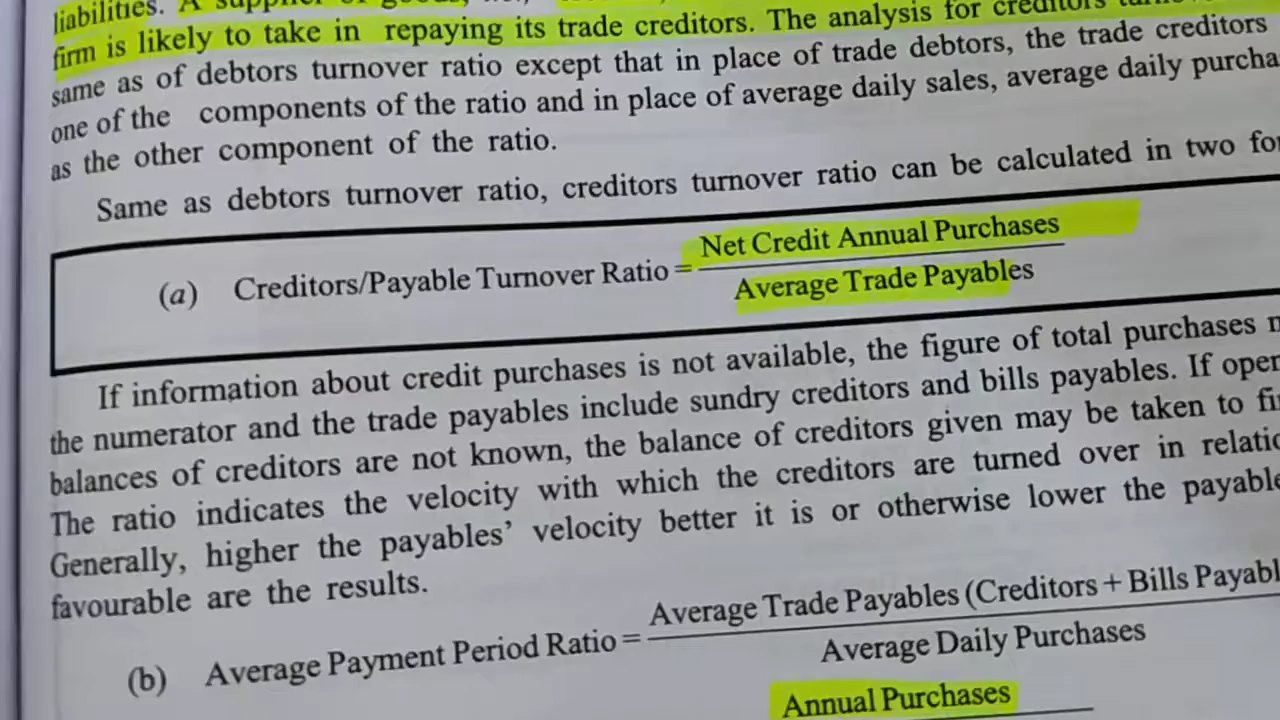 liabilities. A supplier of goods,
firm is likely to take in repaying its trade creditors. The analysis for creditors
same as of debtors turnover ratio except that in place of trade debtors, the trade creditors
one of the components of the ratio and in place of average daily sales, average daily purcha
as the other component of the ratio.
Same as debtors turnover ratio, creditors turnover ratio can be calculated in two fo
(a) Creditors/Payable Turnover Ratio = Net Credit Annual Purchases
Average Trade Payables
If information about credit purchases is not available, the figure of total purchases
the numerator and the trade payables include sundry creditors and bills payables. If oper
balances of creditors are not known, the balance of creditors given may be taken to fi
The ratio indicates the velocity with which the creditors are turned over in relatio
Generally, higher the payables’ velocity better it is or otherwise lower the payable
favourable are the results.
(b) Average Payment Period Ratio = Average Trade Payables (Creditors + Bills Payabl
Average Daily Purchases
Annual Purchases